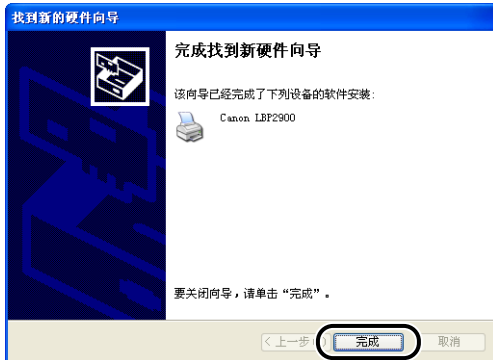 找到新的硬件向导
完成找到新硬件向导
该向导已经完成了下列设备的软件安装:
Canon LBP2900
要关闭向导，请单击“完成”。
<上一步 完成 取消